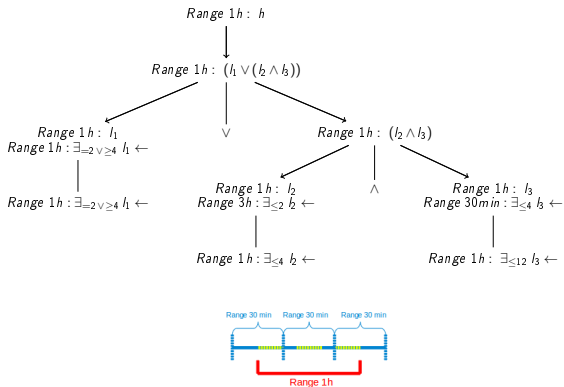 Range 1h: h
Range 1h: (l₁ ∨ (l₂ ∧ l₃))
Range 1h: l₁ ∨ Range 1h: (l₂ ∧ l₃)
Range 1h: ∃₌₂ ∨ ≥₄ l₁ ←
Range 1h: l₂ ∧ Range 1h: l₃
Range 1h: ∃₌₂ ∨ ≥₄ l₁ ← Range 3h: ∃≤₂ l₂ ← Range 30min: ∃≤₄ l₃ ←
Range 1h: ∃≤₄ l₂ ← Range 1h: ∃≤₁₂ l₃ ←
Range 30 min Range 30 min Range 30 min
Range 1h